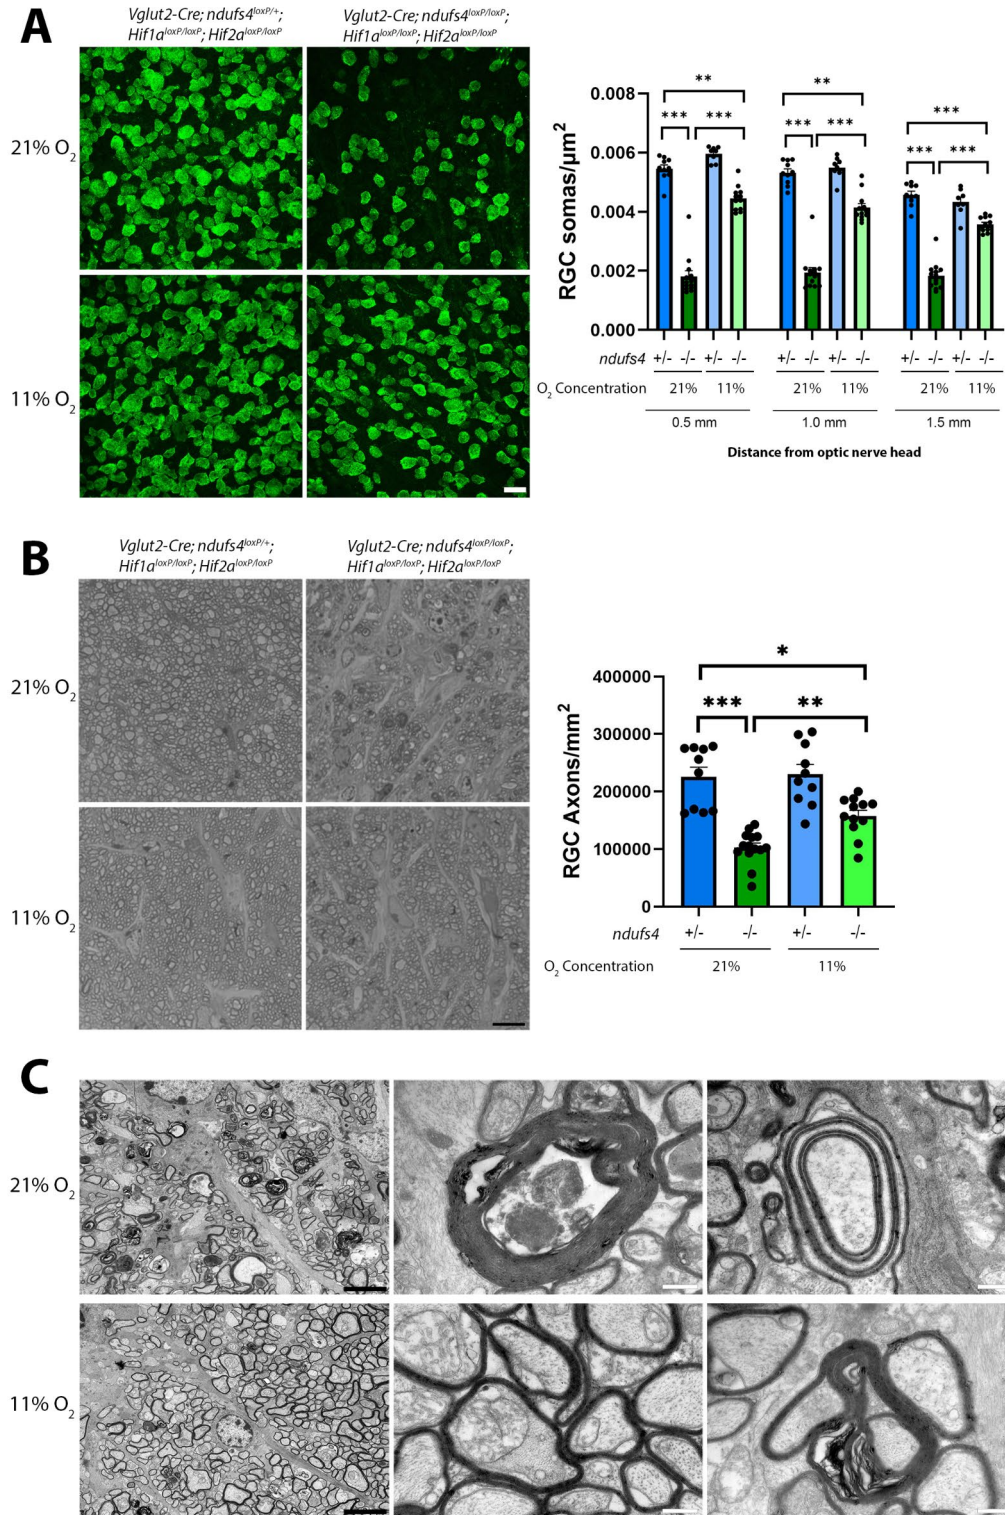 A
Vglut2-Cre; ndufs4loxP/+;
Hif1aloxP/loxP; Hif2aloxP/loxP
Vglut2-Cre; ndufs4loxP/loxP;
Hif1aloxP/loxP; Hif2aloxP/loxP
21% O2
11% O2
RGC somas/µm2
0.008
0.006
0.004
0.002
0.000
** ** ***
*** *** *** *** *** ***
ndufs4 +/- -/- +/- -/- +/- -/- +/- -/- +/- -/- +/- -/-
O2 Concentration 21% 11% 21% 11% 21% 11%
0.5 mm 1.0 mm 1.5 mm
Distance from optic nerve head
B
Vglut2-Cre; ndufs4loxP/+;
Hif1aloxP/loxP; Hif2aloxP/loxP
Vglut2-Cre; ndufs4loxP/loxP;
Hif1aloxP/loxP; Hif2aloxP/loxP
21% O2
11% O2
RGC Axons/mm2
400000
300000
200000
100000
0
*
*** **
ndufs4 +/- -/- +/- -/-
O2 Concentration 21% 11%
C
21% O2
11% O2